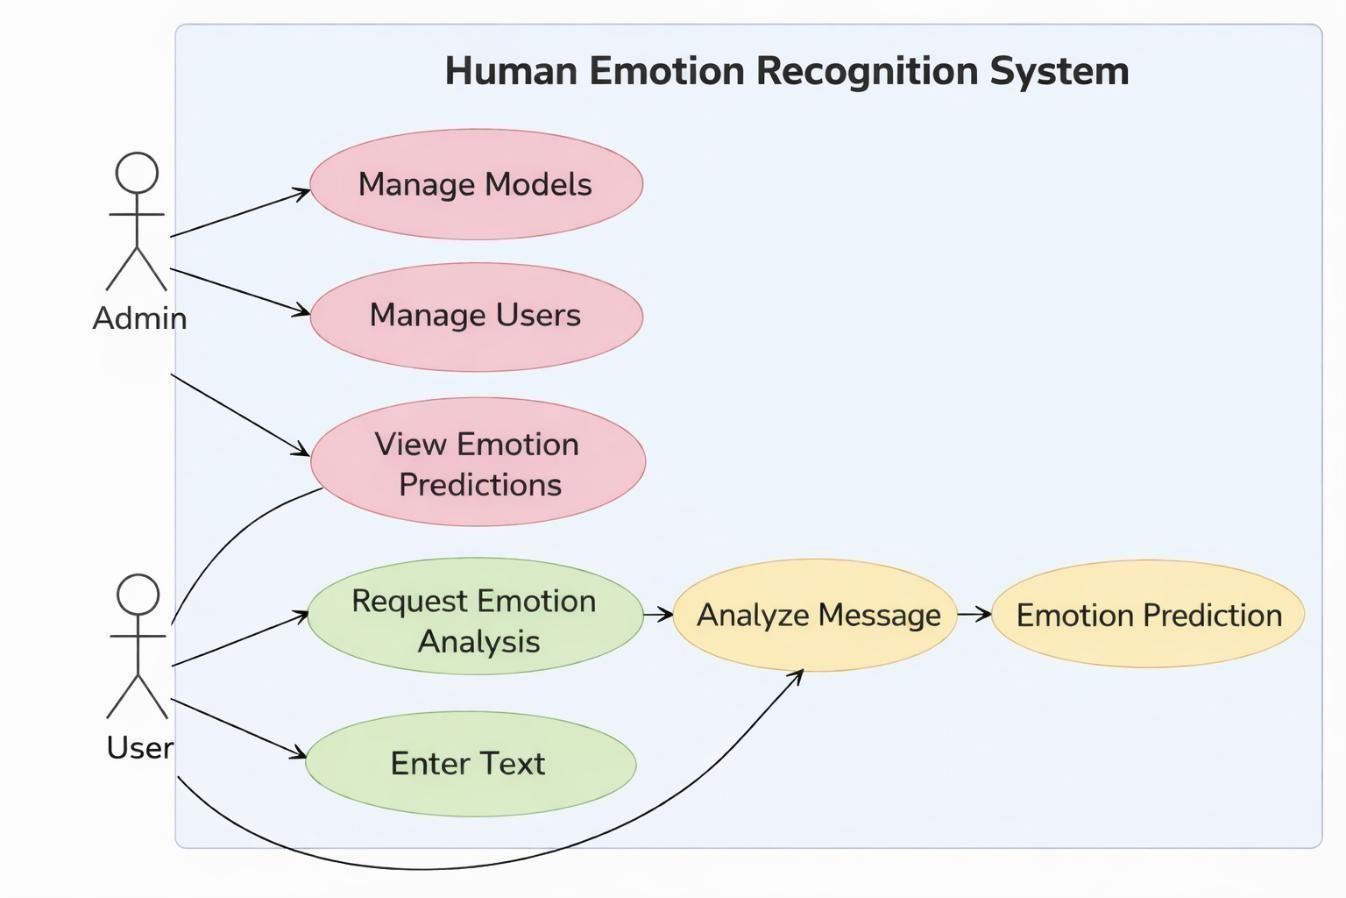 Human Emotion Recognition System
Manage Models
Admin
Manage Users
View Emotion
Predictions
User
Request Emotion
Analysis
Analyze Message
Emotion Prediction
Enter Text